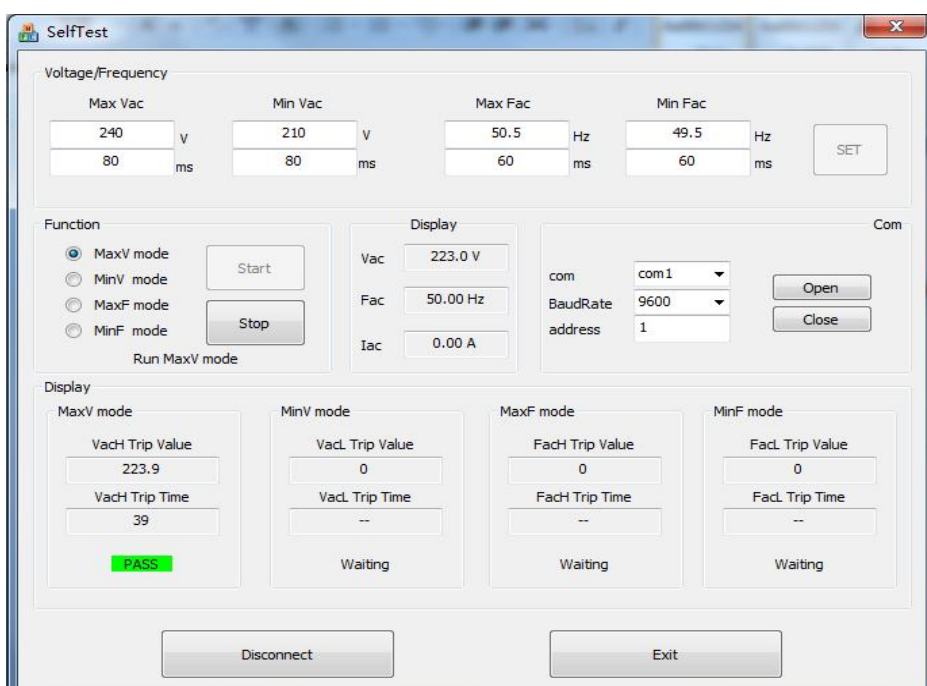 SelfTest
Voltage/Frequency
Max Vac Min Vac Max Fac Min Fac
240 V 210 V 50.5 Hz 49.5 Hz
80 ms 80 ms 60 ms 60 ms
SET
Function
MaxV mode
MinV mode
MaxF mode
MinF mode
Start
Stop
Run MaxV mode
Display
Vac 223.0 V
Fac 50.00 Hz
Iac 0.00 A
Com
com com1
BaudRate 9600
address 1
Open
Close
Display
MaxV mode
VacH Trip Value
223.9
VacH Trip Time
39
PASS
MinV mode
VacL Trip Value
0
VacL Trip Time
--
Waiting
MaxF mode
FacH Trip Value
0
FacH Trip Time
--
Waiting
MinF mode
FacL Trip Value
0
FacL Trip Time
--
Waiting
Disconnect
Exit